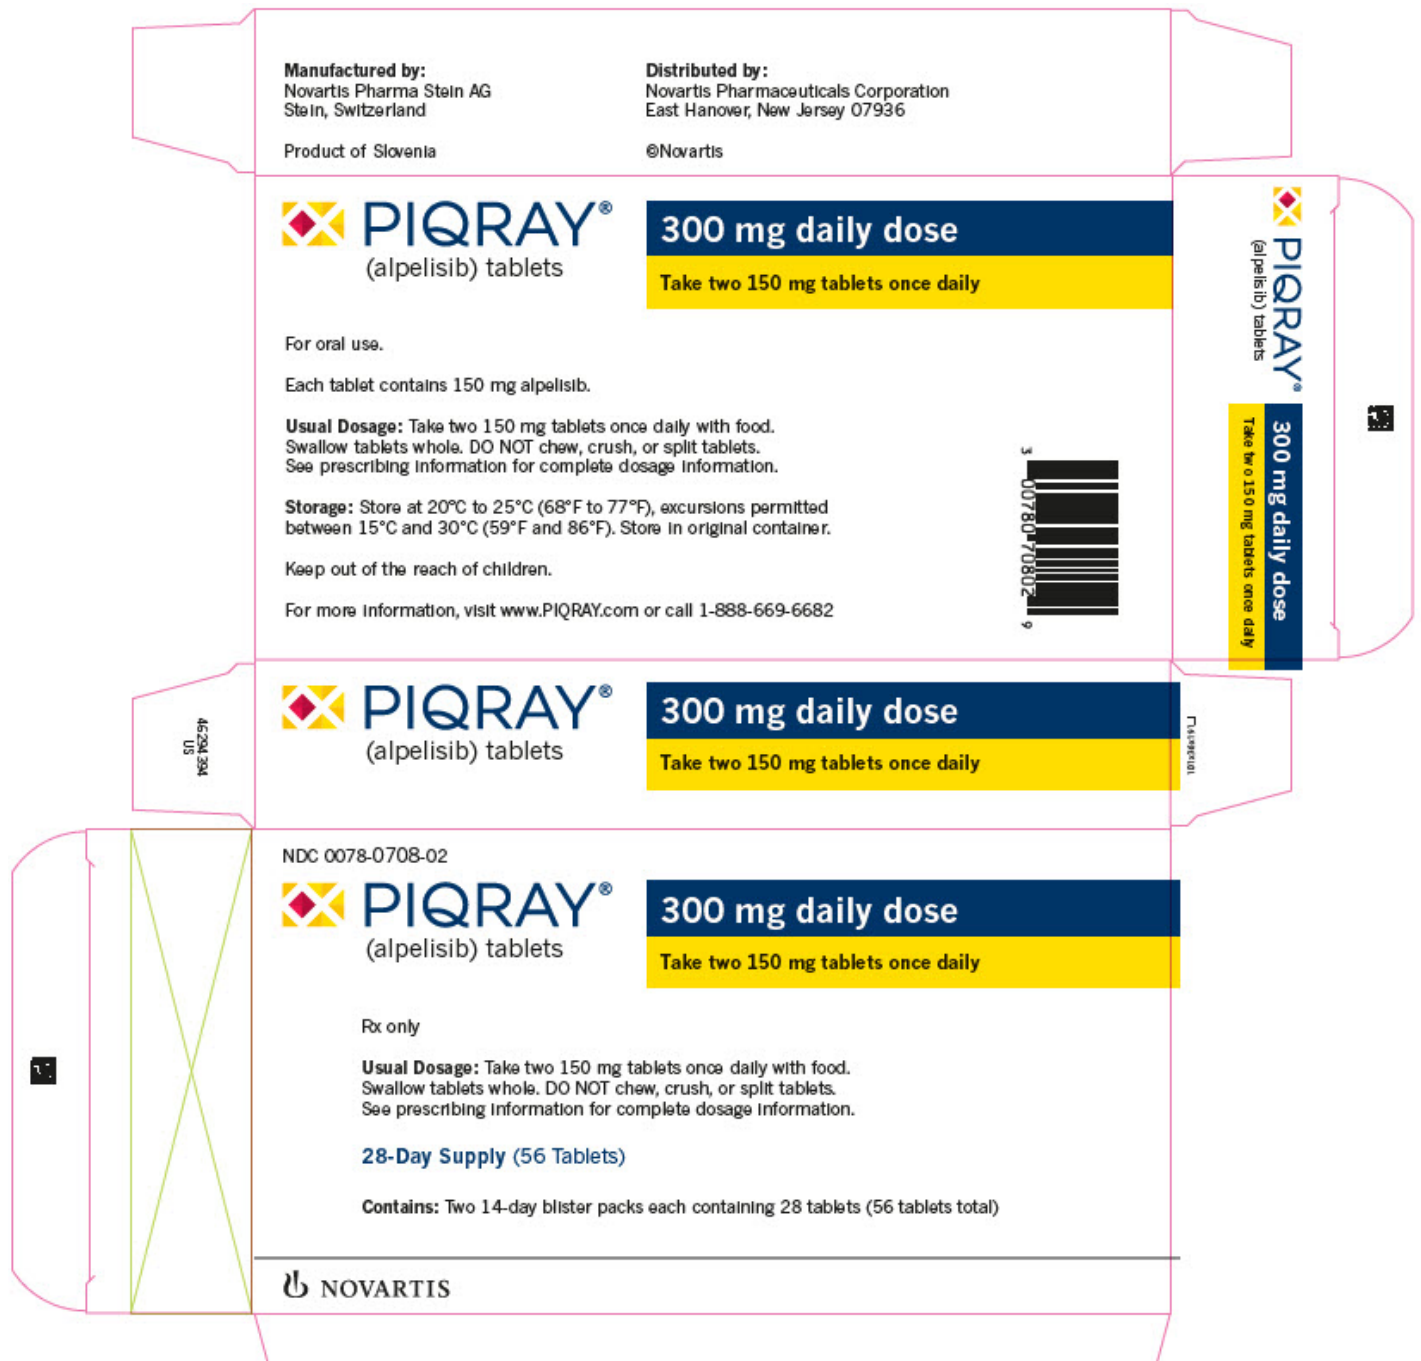 Manufactured by:
Novartis Pharma Stein AG
Stein, Switzerland
Product of Slovenia
Distributed by:
Novartis Pharmaceuticals Corporation
East Hanover, New Jersey 07936
©Novartis
PIQRAY®
(alpelisib) tablets
300 mg daily dose
Take two 150 mg tablets once daily
For oral use.
Each tablet contains 150 mg alpelisib.
Usual Dosage: Take two 150 mg tablets once daily with food.
Swallow tablets whole. DO NOT chew, crush, or split tablets.
See prescribing information for complete dosage information.
Storage: Store at 20°C to 25°C (68°F to 77°F), excursions permitted
between 15°C and 30°C (59°F and 86°F). Store in original container.
Keep out of the reach of children.
For more information, visit www.PIQRAY.com or call 1-888-669-6682
3 00780 70802 9
PIQRAY®
(alpelisib) tablets
300 mg daily dose
Take two 150 mg tablets once daily
46294394
US
PIQRAY®
(alpelisib) tablets
300 mg daily dose
Take two 150 mg tablets once daily
NDC 0078-0708-02
PIQRAY®
(alpelisib) tablets
300 mg daily dose
Take two 150 mg tablets once daily
Rx only
Usual Dosage: Take two 150 mg tablets once daily with food.
Swallow tablets whole. DO NOT chew, crush, or split tablets.
See prescribing information for complete dosage information.
28-Day Supply (56 Tablets)
Contains: Two 14-day blister packs each containing 28 tablets (56 tablets total)
NOVARTIS